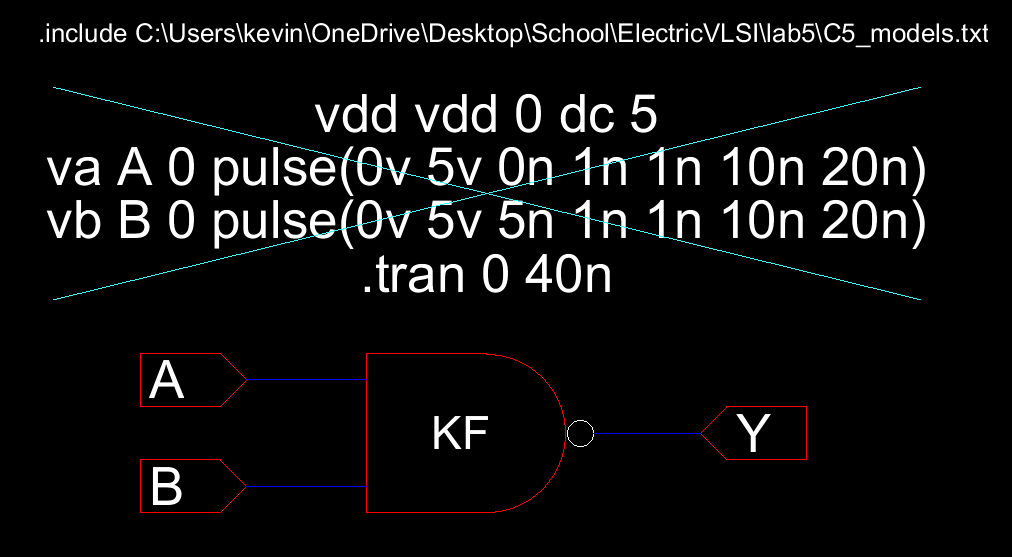 .include C:\Users\kevin\OneDrive\Desktop\School\ElectricVLSI\lab5\C5_models.txt
vdd vdd 0 dc 5
va A 0 pulse(0v 5v 0n 1n 1n 10n 20n)
vb B 0 pulse(0v 5v 5n 1n 1n 10n 20n)
.tran 0 40n
A
KF
Y
B